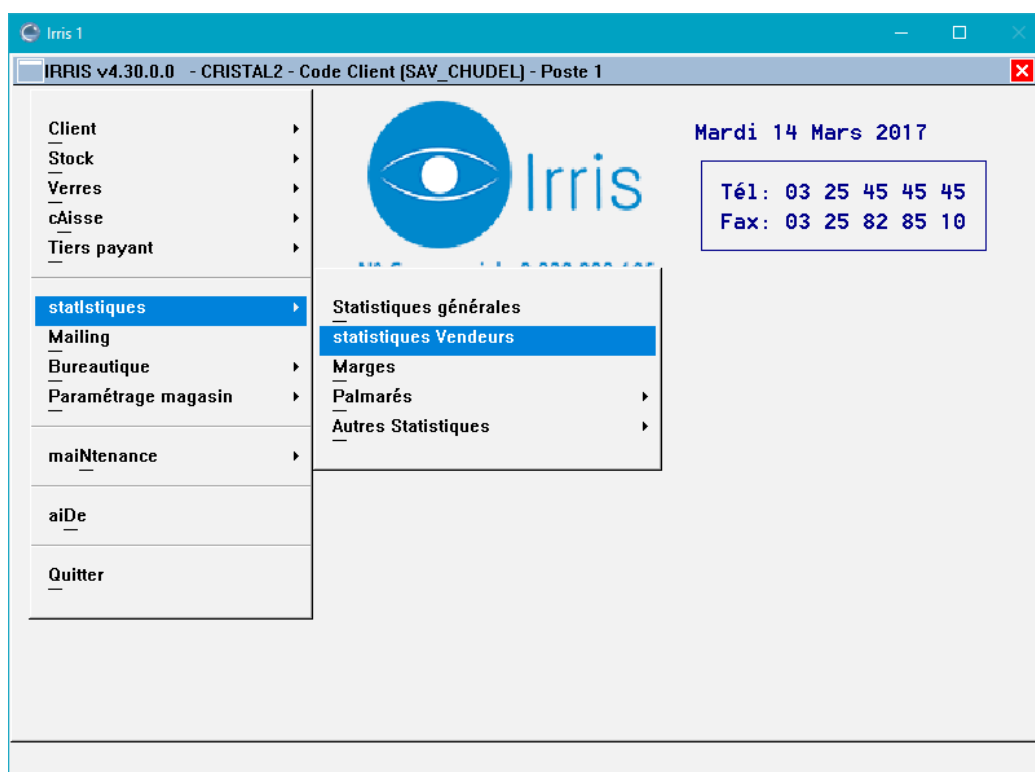 Irris 1
IRRIS v4.30.0.0 - CRISTAL2 - Code Client (SAV_CHUDEL) - Poste 1
Client
Stock
Verres
cAisse
Tiers payant
statIstiques
Mailing
Bureautique
Paramétrage magasin
maiNtenance
aiDe
Quitter
Irris
Mardi 14 Mars 2017
Tél: 03 25 45 45 45
Fax: 03 25 82 85 10
Statistiques générales
statistiques Vendeurs
Marges
Palmarés
Autres Statistiques